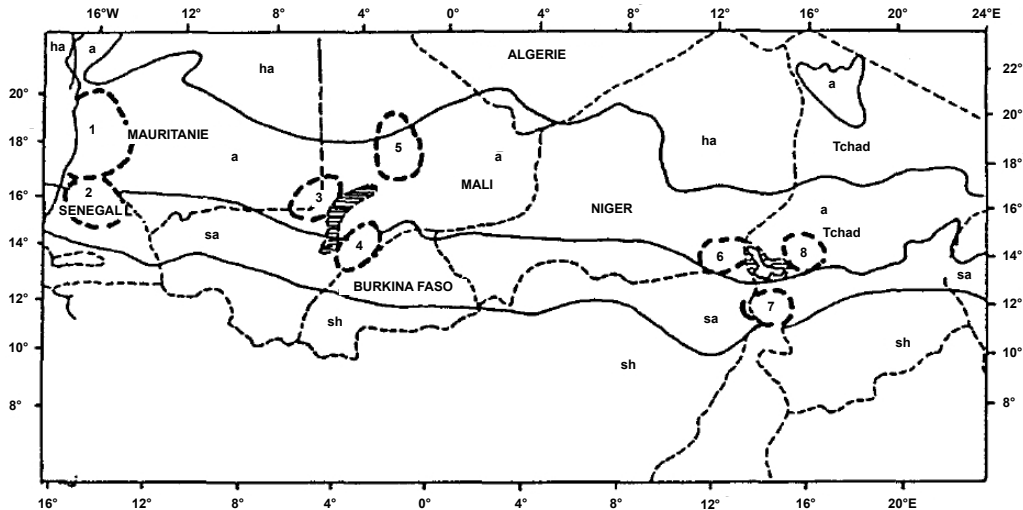 16°W 12° 8° 4° 0° 4° 8° 12° 16° 20° 24°E
ha a
ha
ALGERIE
22° a
20° 20°
1 MAURITANIE
18° a 5 a ha Tchad 18°
MALI
16° 2 3 16°
SENEGAL NIGER a
sa Tchad
14° 4 6 8 14°
sa
BURKINA FASO
12° 7 12°
sh sa
10° sh sh 10°
8° 8°
16° 12° 8° 4° 0° 4° 8° 12° 16° 20°E